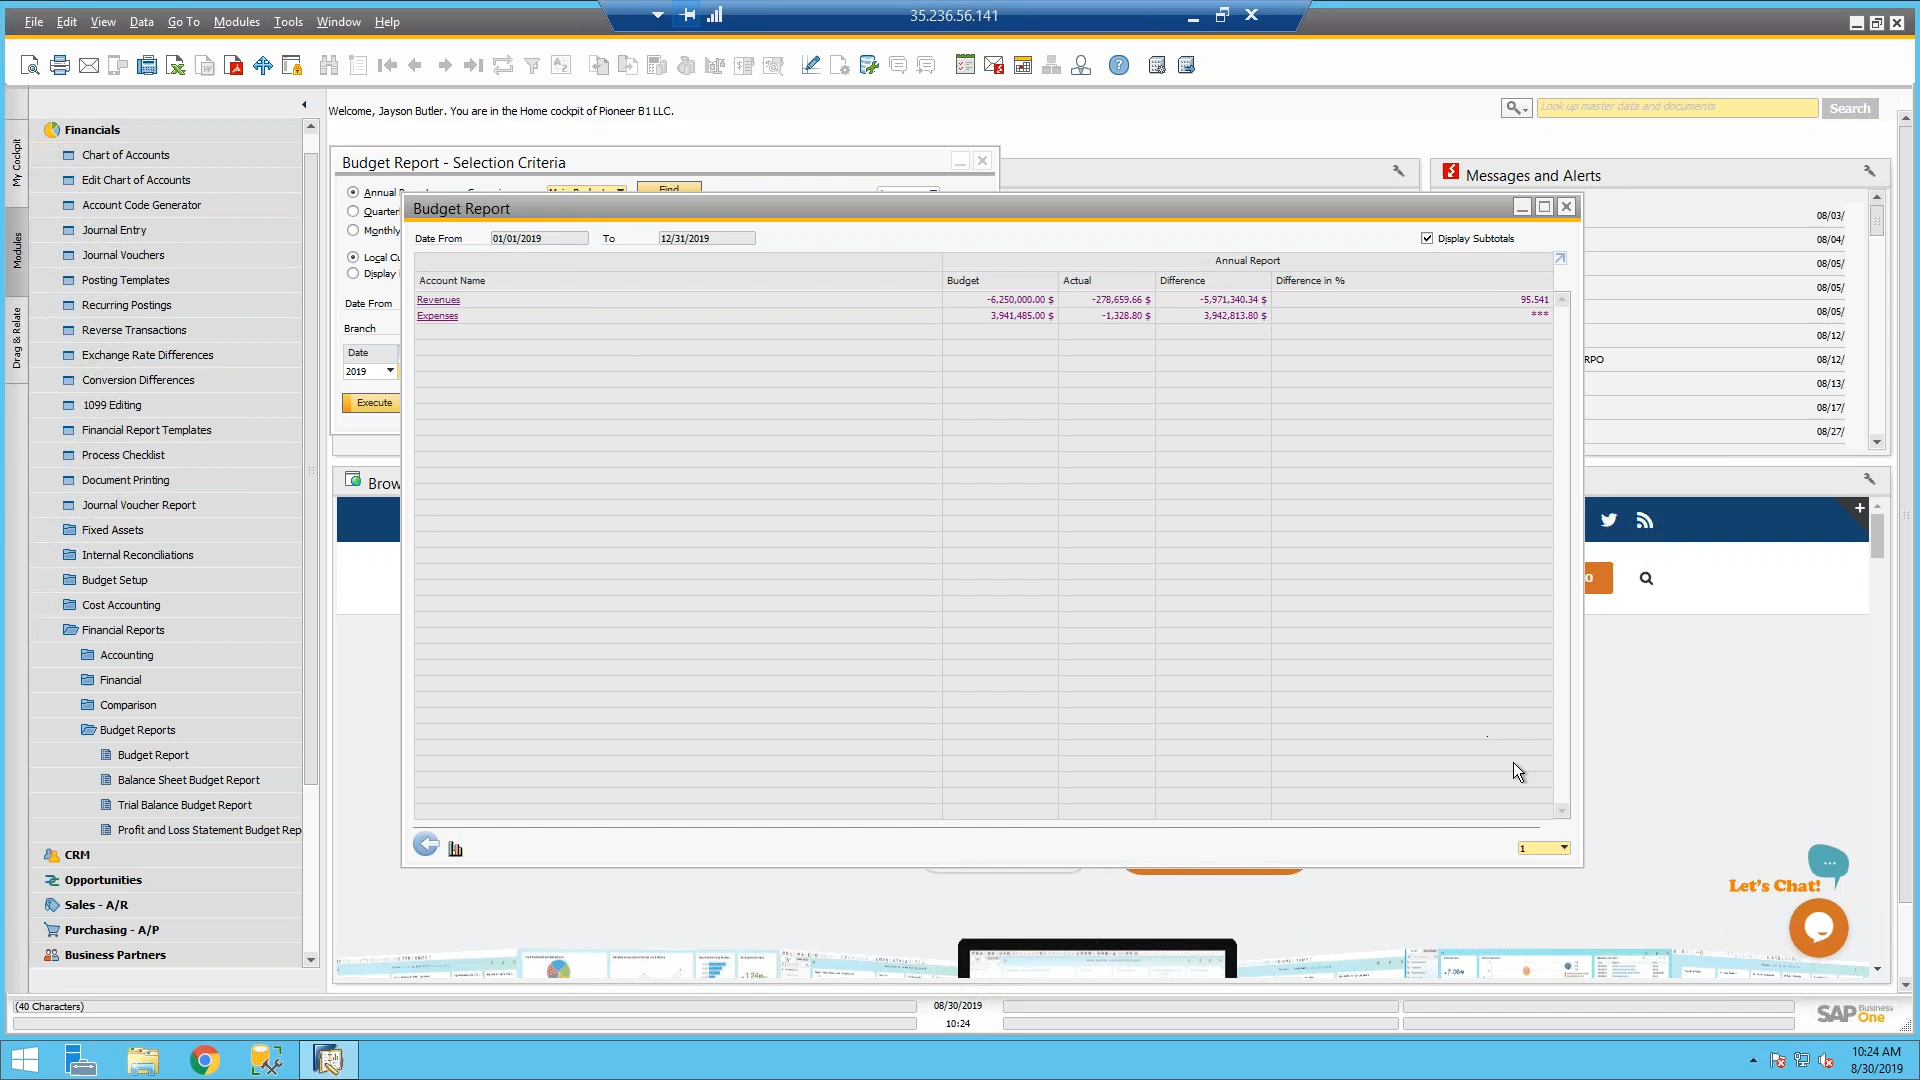 35.236.56.141
File Edit View Data Go To Modules Tools Window Help
Welcome, Jayson Butler. You are in the Home cockpit of Pioneer B1 LLC.
Look up master data and documents
Search
My Cockpit
Modules
Drag & Relate
Financials
Chart of Accounts
Edit Chart of Accounts
Account Code Generator
Journal Entry
Journal Vouchers
Posting Templates
Recurring Postings
Reverse Transactions
Exchange Rate Differences
Conversion Differences
1099 Editing
Financial Report Templates
Process Checklist
Document Printing
Journal Voucher Report
Fixed Assets
Internal Reconciliations
Budget Setup
Cost Accounting
Financial Reports
Accounting
Financial
Comparison
Budget Reports
Budget Report
Balance Sheet Budget Report
Trial Balance Budget Report
Profit and Loss Statement Budget Rep
CRM
Opportunities
Sales - A/R
Purchasing - A/P
Business Partners
Budget Report - Selection Criteria
Annual
Find
Quarter
Monthly
Local Cu
Display
Date From
Branch
Date
2019
Execute
Brow
Budget Report
Date From 01/01/2019 To 12/31/2019 Display Subtotals
Annual Report
Account Name Budget Actual Difference Difference in %
Revenues -6,250,000.00 $ -278,659.66 $ -5,971,340.34 $ 95.541
Expenses 3,941,485.00 $ -1,328.80 $ 3,942,813.80 $ ***
1
Messages and Alerts
08/03/
08/04/
08/05/
08/05/
08/05/
08/12/
RPO 08/12/
08/13/
08/17/
08/27/
Let's Chat!
(40 Characters)
08/30/2019
10:24
SAP Business One
10:24 AM
8/30/2019